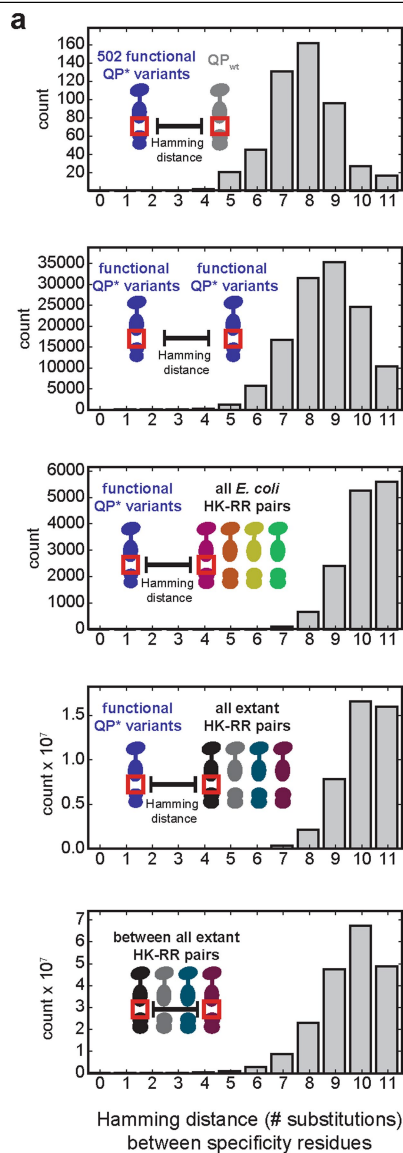 a
502 functional
QP* variants
QPwt
Hamming
distance
count
160
140
120
100
80
60
40
20
0 1 2 3 4 5 6 7 8 9 10 11
functional
QP* variants
functional
QP* variants
Hamming
distance
count
35000
30000
25000
20000
15000
10000
5000
0
0 1 2 3 4 5 6 7 8 9 10 11
functional
QP* variants
all E. coli
HK-RR pairs
Hamming
distance
count
6000
5000
4000
3000
2000
1000
0
0 1 2 3 4 5 6 7 8 9 10 11
functional
QP* variants
all extant
HK-RR pairs
Hamming
distance
count x 10⁷
1.5
1.0
0.5
0.0
0 1 2 3 4 5 6 7 8 9 10 11
between all extant
HK-RR pairs
count x 10⁷
7
6
5
4
3
2
1
0
0 1 2 3 4 5 6 7 8 9 10 11
Hamming distance (# substitutions)
between specificity residues